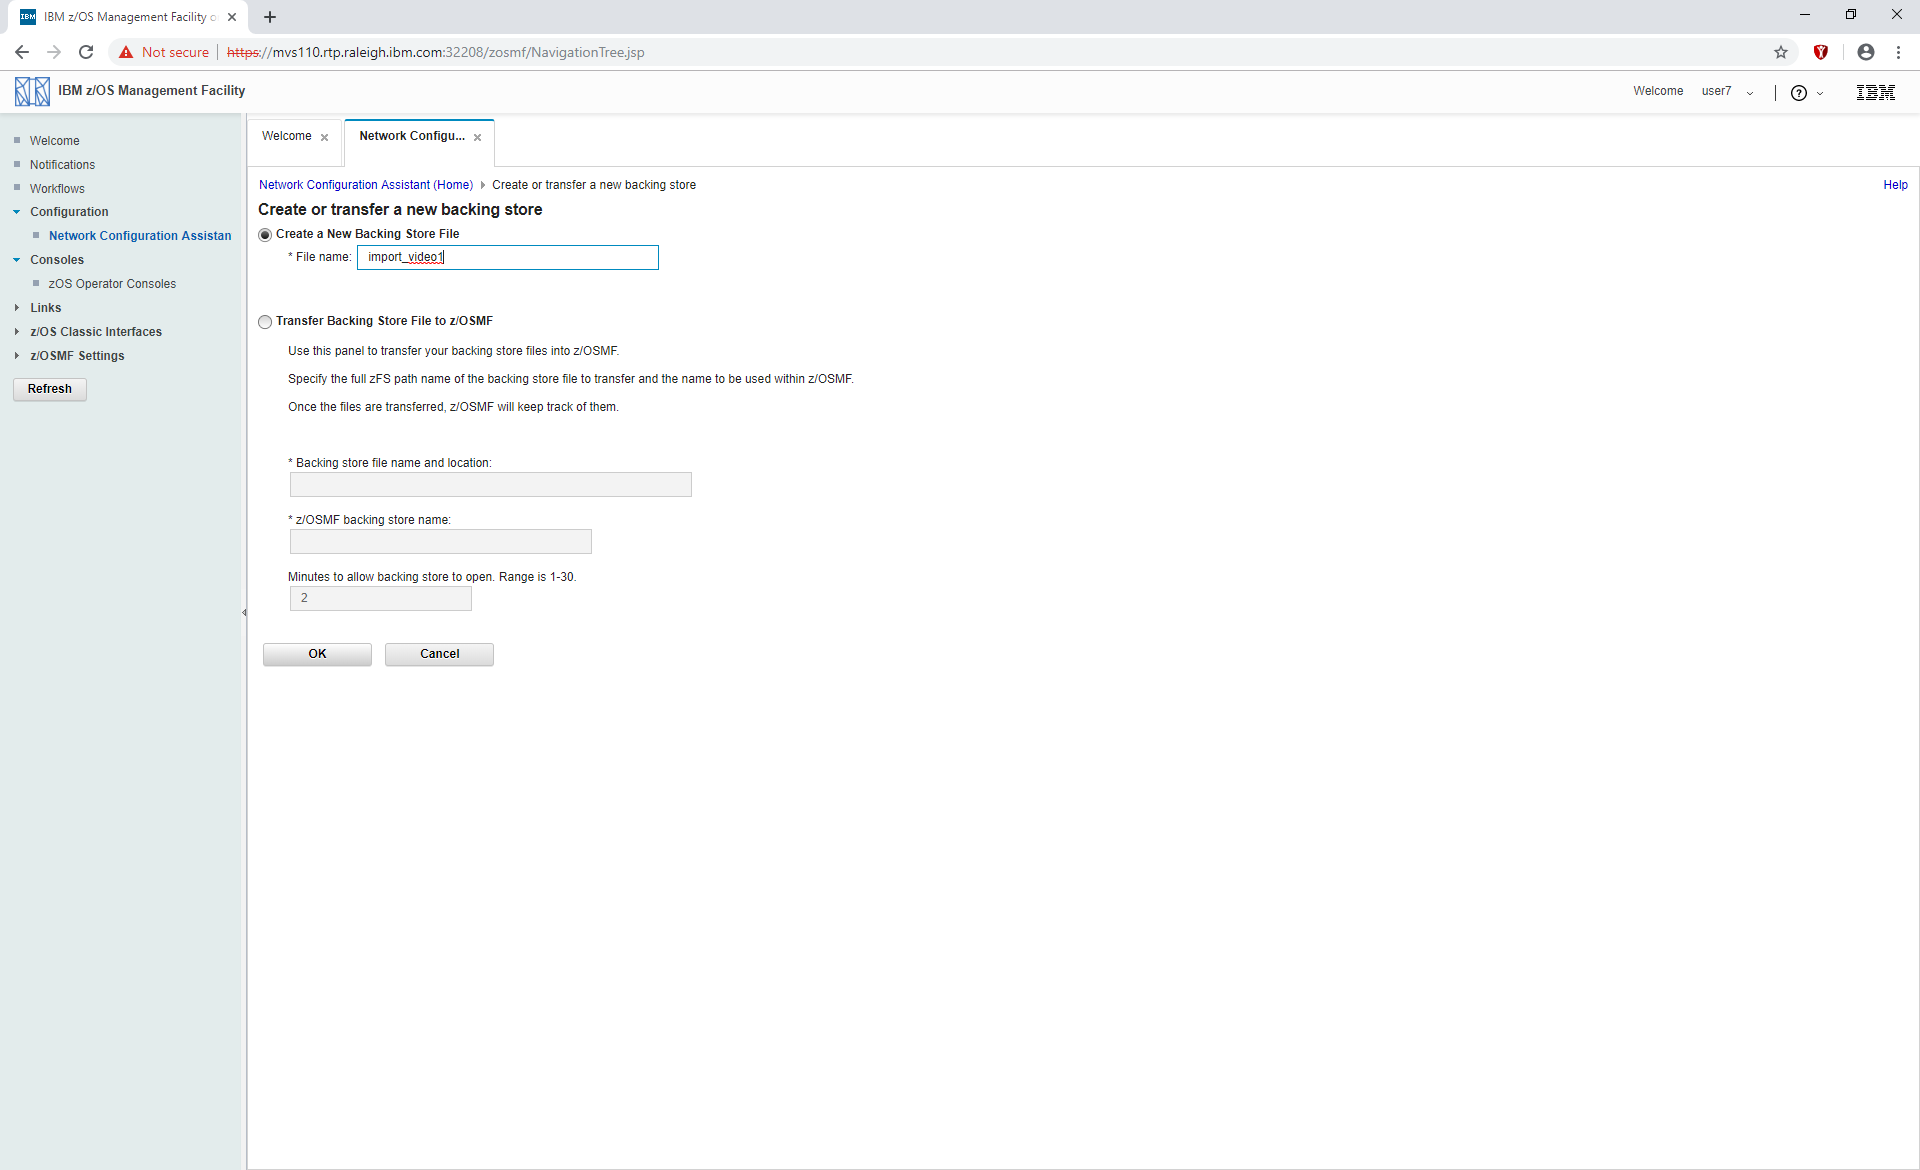 IBM IBM z/OS Management Facility o
Not secure https://mvs110.rtp.raleigh.ibm.com:32208/zosmf/NavigationTree.jsp
IBM z/OS Management Facility
Welcome user7 IBM
Welcome
Notifications
Workflows
Configuration
Network Configuration Assistan
Consoles
zOS Operator Consoles
Links
z/OS Classic Interfaces
z/OSMF Settings
Refresh
Welcome
Network Configu...
Network Configuration Assistant (Home) Create or transfer a new backing store
Help
Create or transfer a new backing store
Create a New Backing Store File
* File name: import_video1
Transfer Backing Store File to z/OSMF
Use this panel to transfer your backing store files into z/OSMF.
Specify the full zFS path name of the backing store file to transfer and the name to be used within z/OSMF.
Once the files are transferred, z/OSMF will keep track of them.
* Backing store file name and location:
* z/OSMF backing store name:
Minutes to allow backing store to open. Range is 1-30.
2
OK Cancel